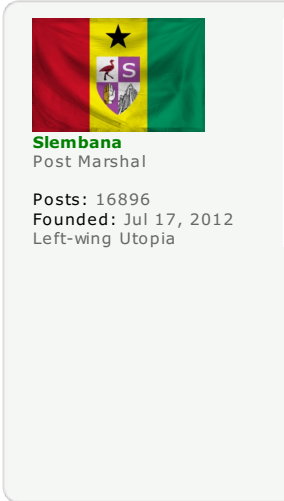 S
Slembana
Post Marshal
Posts: 16896
Founded: Jul 17, 2012
Left-wing Utopia